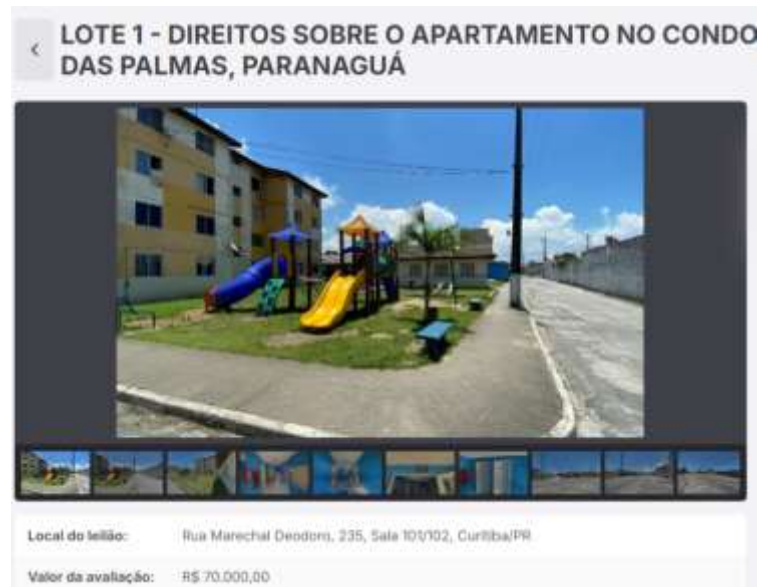 LOTE 1 - DIREITOS SOBRE O APARTAMENTO NO CONDO
DAS PALMAS, PARANAGUÁ
Local do leilão: Rua Marechal Deodoro, 235, Sala 101/102, Curitiba/PR
Valor da avaliação: R$ 70.000,00